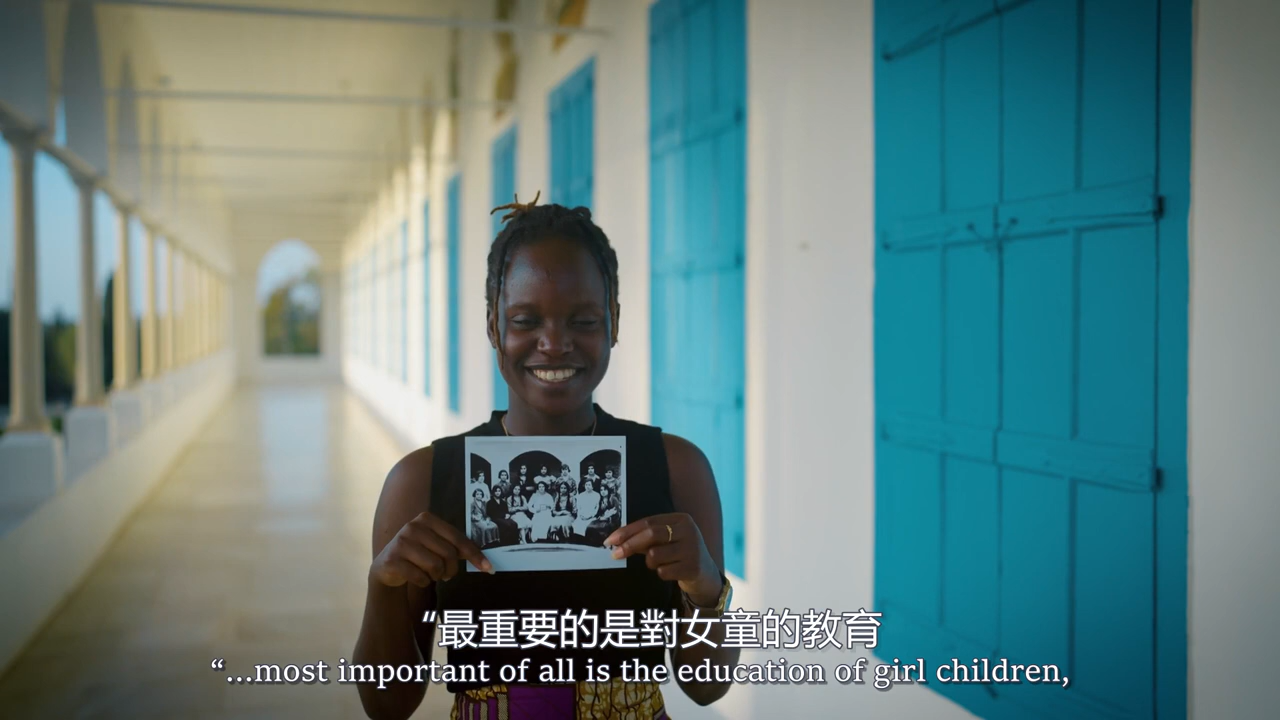 “最重要的是對女童的教育
“...most important of all is the education of girl children,